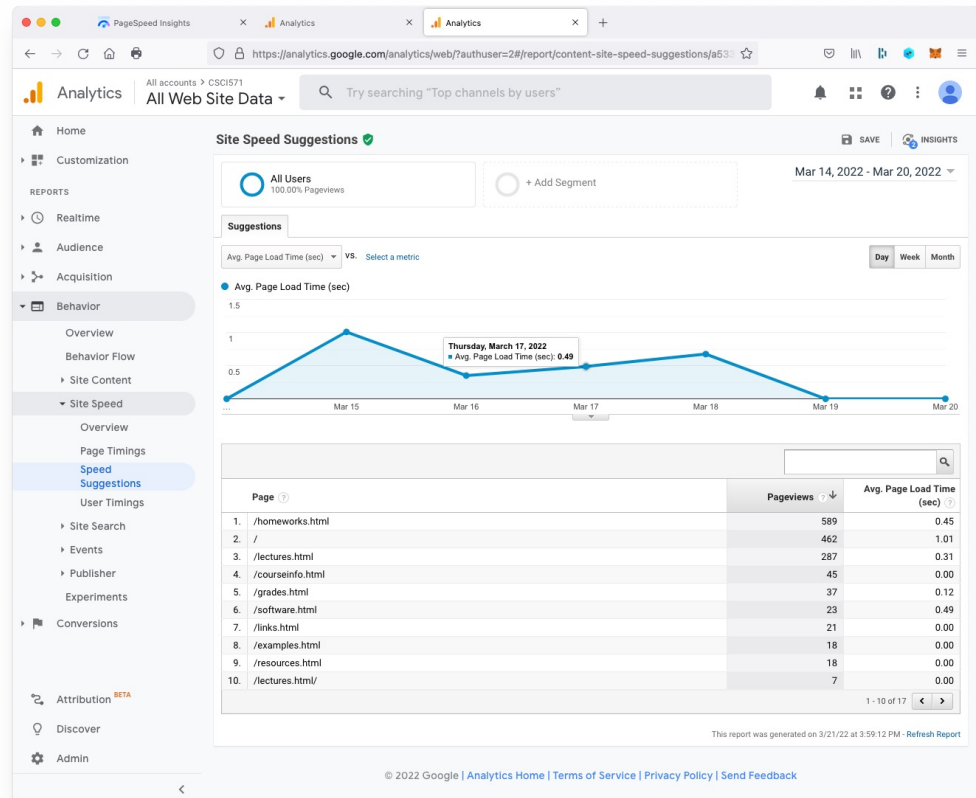 PageSpeed Insights
Analytics
Analytics
https://analytics.google.com/analytics/web/?authuser=2#/report/content-site-speed-suggestions/a53
Analytics
All accounts > CSCI571
All Web Site Data
Try searching "Top channels by users"
Home
Customization
REPORTS
Realtime
Audience
Acquisition
Behavior
Overview
Behavior Flow
Site Content
Site Speed
Overview
Page Timings
Speed
Suggestions
User Timings
Site Search
Events
Publisher
Experiments
Conversions
Attribution BETA
Discover
Admin
Site Speed Suggestions
SAVE
2 INSIGHTS
All Users
100.00% Pageviews
+ Add Segment
Mar 14, 2022 - Mar 20, 2022
Suggestions
Avg. Page Load Time (sec) VS. Select a metric
Day Week Month
Avg. Page Load Time (sec)
1.5
1
0.5
Thursday, March 17, 2022
Avg. Page Load Time (sec): 0.49
... Mar 15 Mar 16 Mar 17 Mar 18 Mar 19 Mar 20
Page ? Pageviews ? Avg. Page Load Time (sec) ?
1. /homeworks.html 589 0.45
2. / 462 1.01
3. /lectures.html 287 0.31
4. /courseinfo.html 45 0.00
5. /grades.html 37 0.12
6. /software.html 23 0.49
7. /links.html 21 0.00
8. /examples.html 18 0.00
9. /resources.html 18 0.00
10. /lectures.html/ 7 0.00
1 - 10 of 17
This report was generated on 3/21/22 at 3:59:12 PM - Refresh Report
© 2022 Google | Analytics Home | Terms of Service | Privacy Policy | Send Feedback